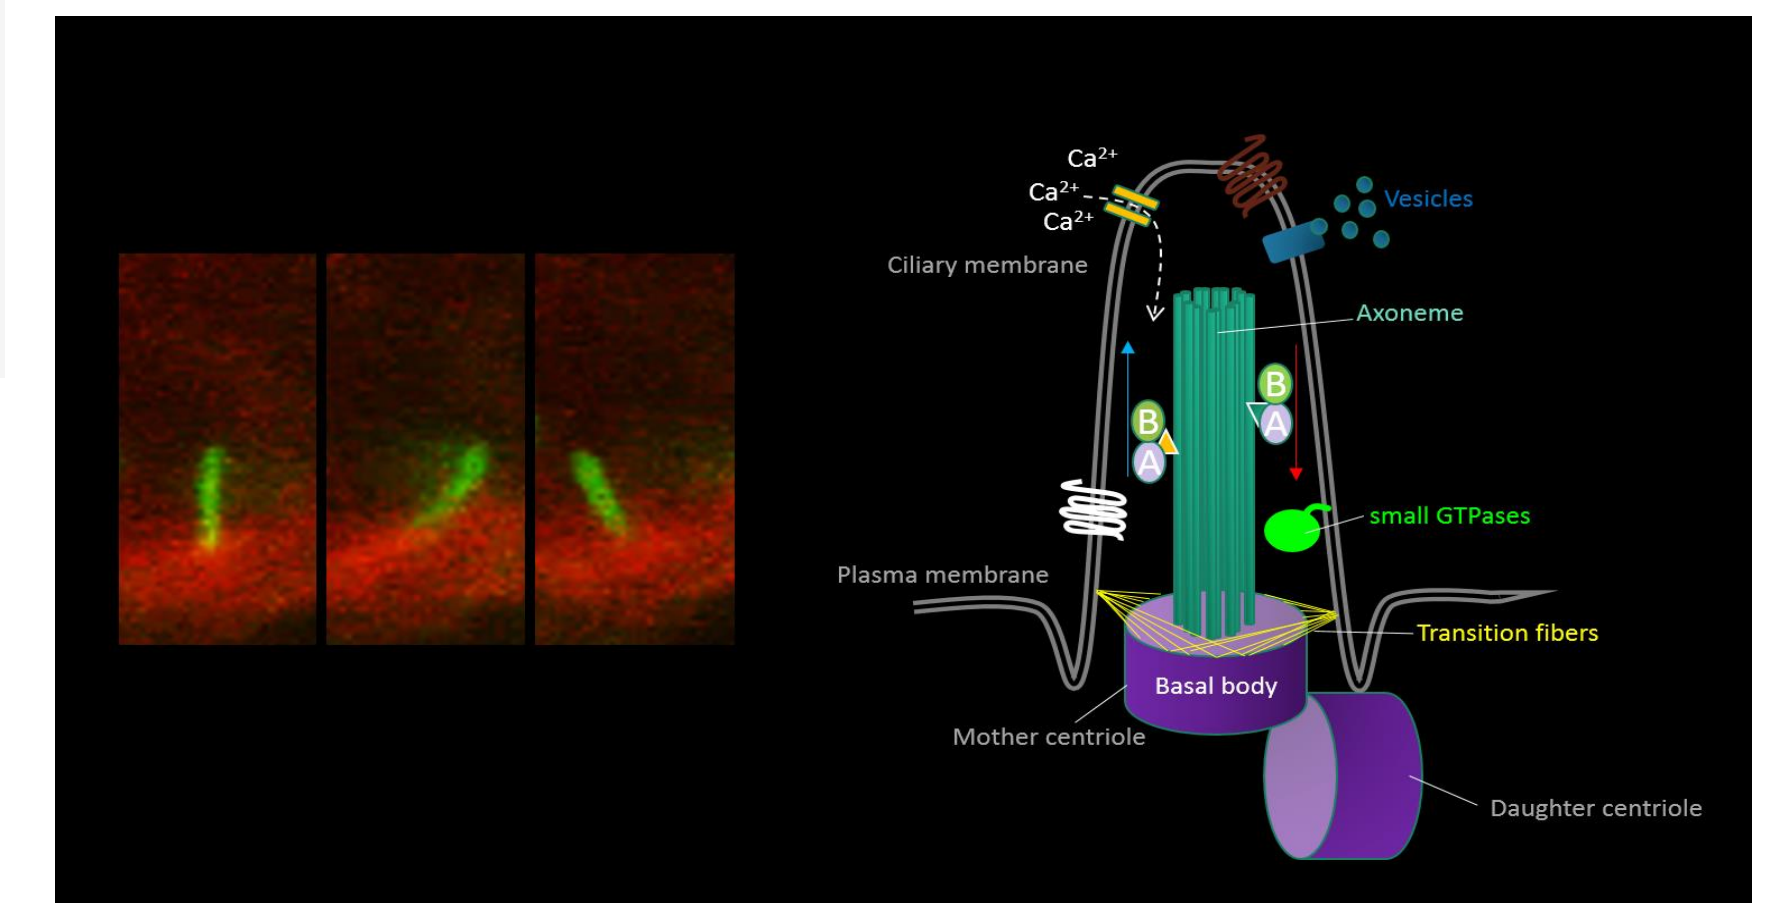 Ca²⁺
Ca²⁺
Ca²⁺
Vesicles
Ciliary membrane
Axoneme
B
A
B
A
small GTPases
Plasma membrane
Transition fibers
Basal body
Mother centriole
Daughter centriole